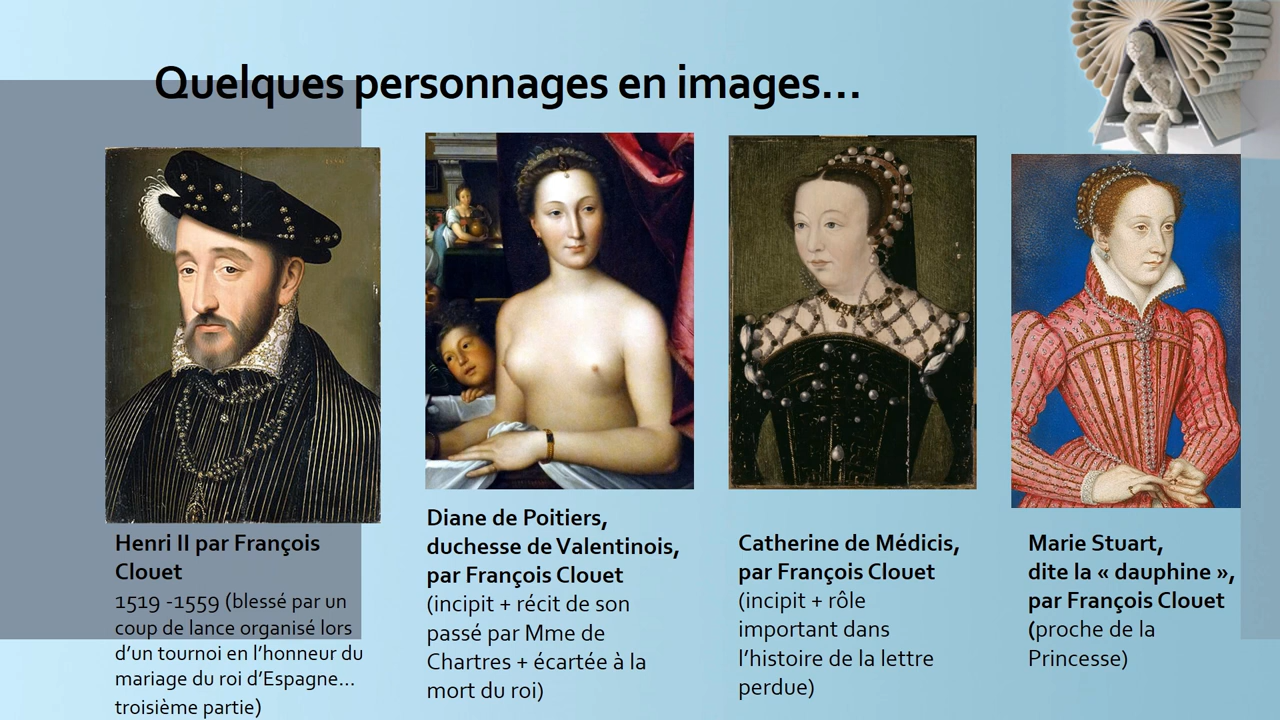 Quelques personnages en images...
Henri II par François
Clouet
1519 -1559 (blessé par un
coup de lance organisé lors
d'un tournoi en l'honneur du
mariage du roi d'Espagne...
troisième partie)
Diane de Poitiers,
duchesse de Valentinois,
par François Clouet
(incipit + récit de son
passé par Mme de
Chartres + écartée à la
mort du roi)
Catherine de Médicis,
par François Clouet
(incipit + rôle
important dans
l'histoire de la lettre
perdue)
Marie Stuart,
dite la « dauphine »,
par François Clouet
(proche de la
Princesse)